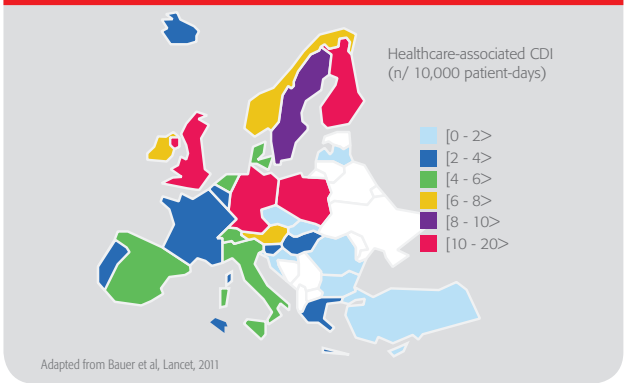 Healthcare-associated CDI
(n/ 10,000 patient-days)
[0 - 2>
[2 - 4>
[4 - 6>
[6 - 8>
[8 - 10>
[10 - 20>
Adapted from Bauer et al, Lancet, 2011